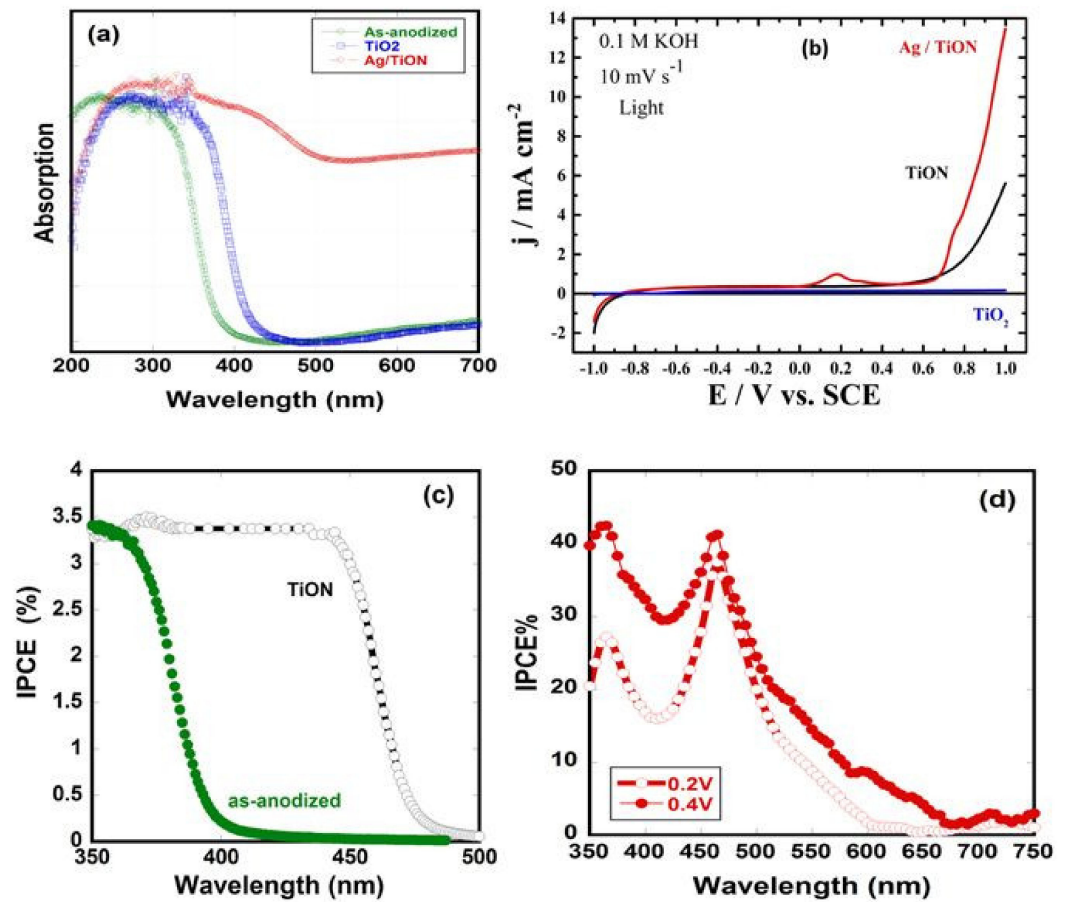 (a)
As-anodized
TiO2
Ag/TiON
Absorption
200 300 400 500 600 700
Wavelength (nm)
(b)
0.1 M KOH
10 mV s⁻¹
Light
Ag / TiON
TiON
TiO₂
j / mA cm⁻²
14
12
10
8
6
4
2
0
-2
-1.0 -0.8 -0.6 -0.4 -0.2 0.0 0.2 0.4 0.6 0.8 1.0
E / V vs. SCE
(c)
TiON
as-anodized
IPCE (%)
4
3.5
3
2.5
2
1.5
1
0.5
0
350 400 450 500
Wavelength (nm)
(d)
IPCE%
50
40
30
20
10
0
0.2V
0.4V
350 400 450 500 550 600 650 700 750
Wavelength (nm)